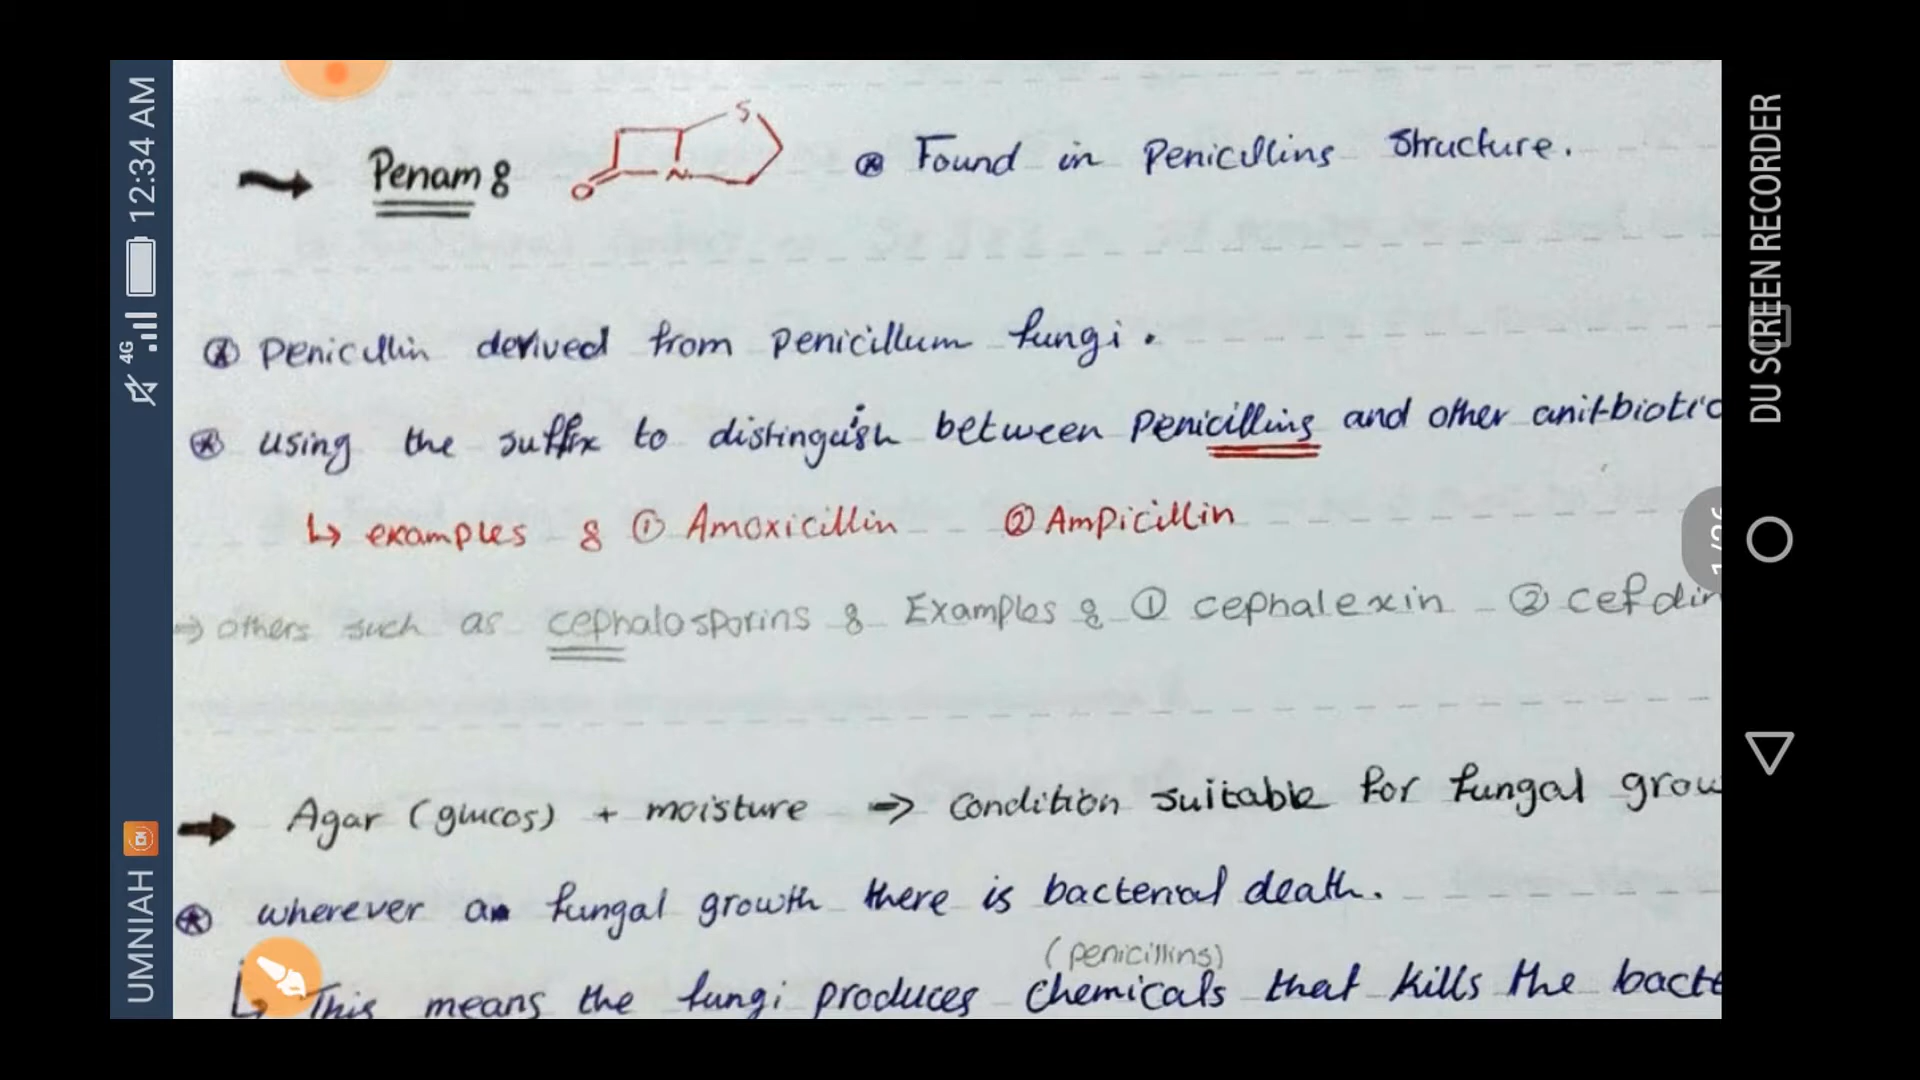 Penam :
S
N
O
Found in Penicillins structure.
Penicillin derived from Penicillum fungi.
using the suffix to distinguish between Penicillins and other anit-biotic
↳ examples : ① Amoxicillin ② Ampicillin
→ others such as cephalosporins : Examples : ① cephalexin ② cefdin
→ Agar (glucos) + moisture → condition suitable for fungal grow
wherever a fungal growth there is bacterial death.
(penicillins)
↳ This means the fungi produces chemicals that kills the bacte
12:34 AM
4G
UMNIAH
DU SCREEN RECORDER